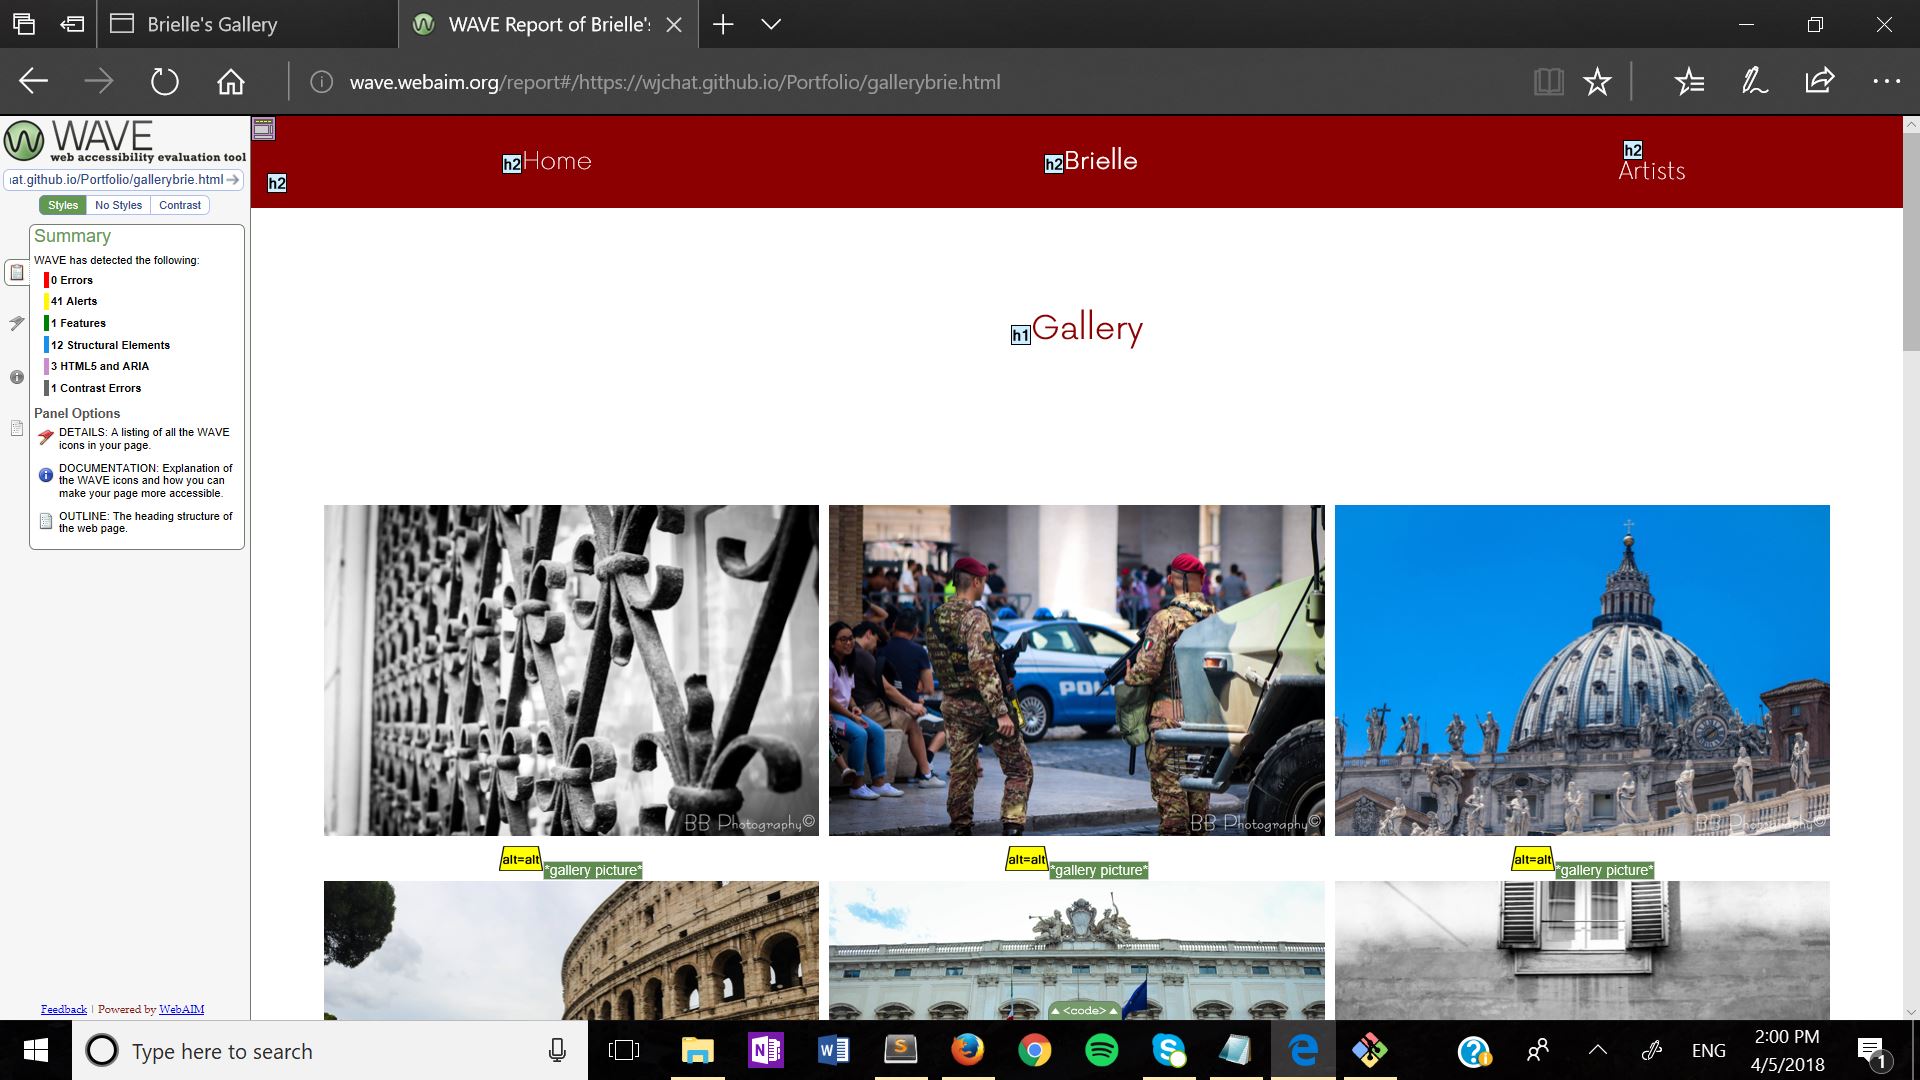 Brielle's Gallery
WAVE Report of Brielle's
wave.webaim.org/report#/https://wjchat.github.io/Portfolio/gallerybrie.html
WAVE
web accessibility evaluation tool
at.github.io/Portfolio/gallerybrie.html
Styles No Styles Contrast
Summary
WAVE has detected the following:
0 Errors
41 Alerts
1 Features
12 Structural Elements
3 HTML5 and ARIA
1 Contrast Errors
Panel Options
DETAILS: A listing of all the WAVE
icons in your page.
DOCUMENTATION: Explanation of
the WAVE icons and how you can
make your page more accessible.
OUTLINE: The heading structure of
the web page.
Feedback | Powered by WebAIM
h2
h2 Home
h2 Brielle
h2
Artists
h1 Gallery
POL
BB Photography©
BB Photography©
BB Photography©
alt=alt *gallery picture*
alt=alt *gallery picture*
alt=alt *gallery picture*
<code>
Type here to search
ENG
2:00 PM
4/5/2018
1